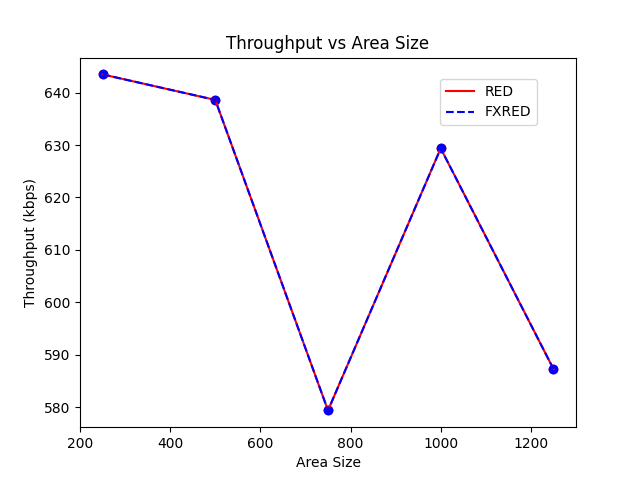 Throughput vs Area Size
RED
FXRED
Throughput (kbps)
640
630
620
610
600
590
580
200 400 600 800 1000 1200
Area Size